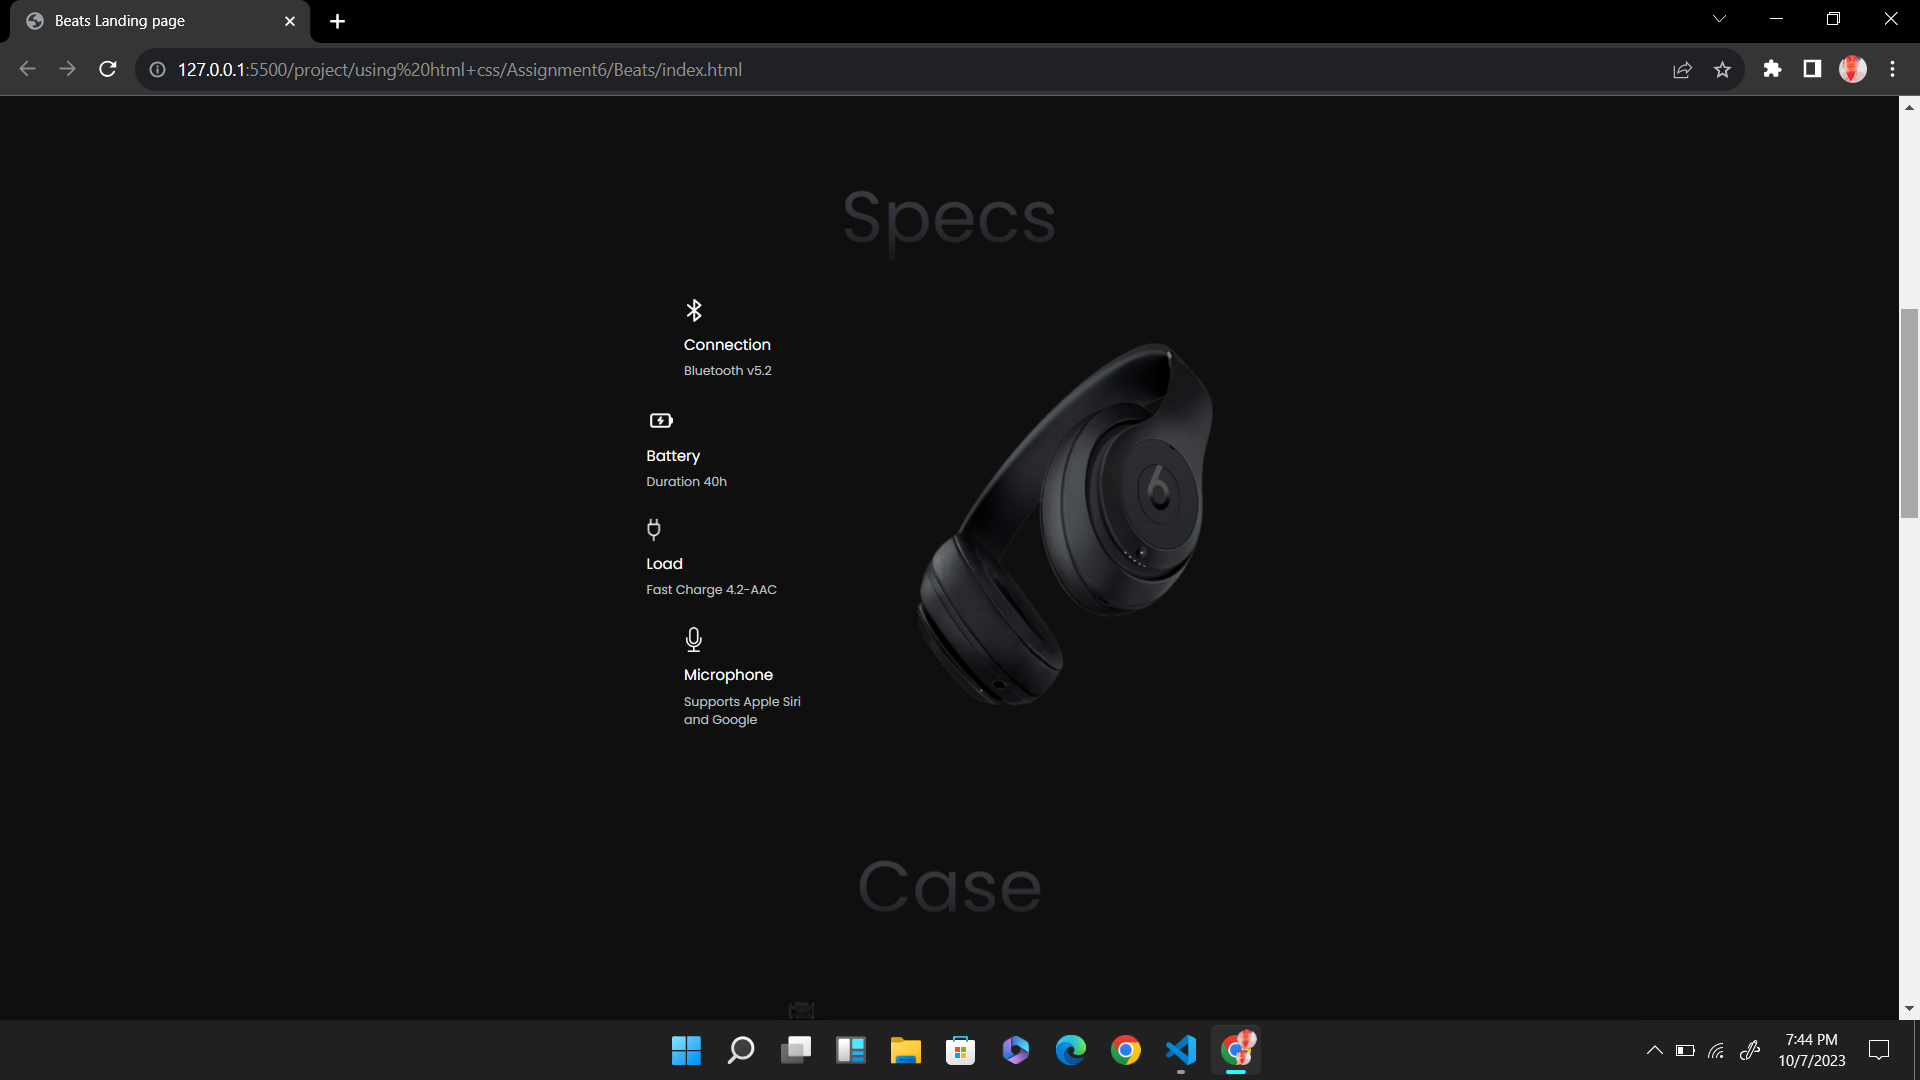 Beats Landing page
127.0.0.1:5500/project/using%20html+css/Assignment6/Beats/index.html
Specs
Connection
Bluetooth v5.2
Battery
Duration 40h
Load
Fast Charge 4.2-AAC
Microphone
Supports Apple Siri
and Google
Case
7:44 PM
10/7/2023